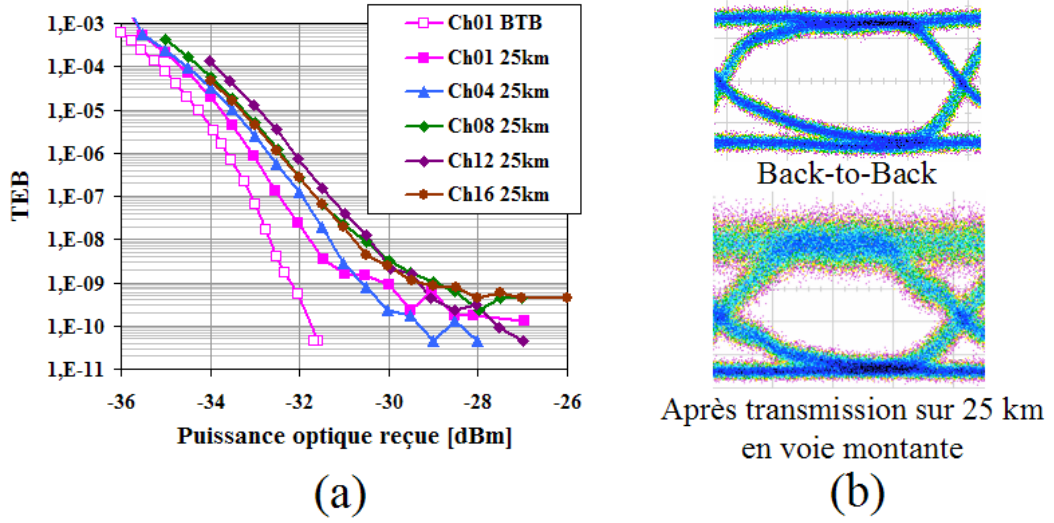 1,E-03
1,E-04
1,E-05
1,E-06
1,E-07
1,E-08
1,E-09
1,E-10
1,E-11
TEB
-36
-34
-32
-30
-28
-26
Puissance optique reçue [dBm]
Ch01 BTB
Ch01 25km
Ch04 25km
Ch08 25km
Ch12 25km
Ch16 25km
(a)
Back-to-Back
Après transmission sur 25 km
en voie montante
(b)